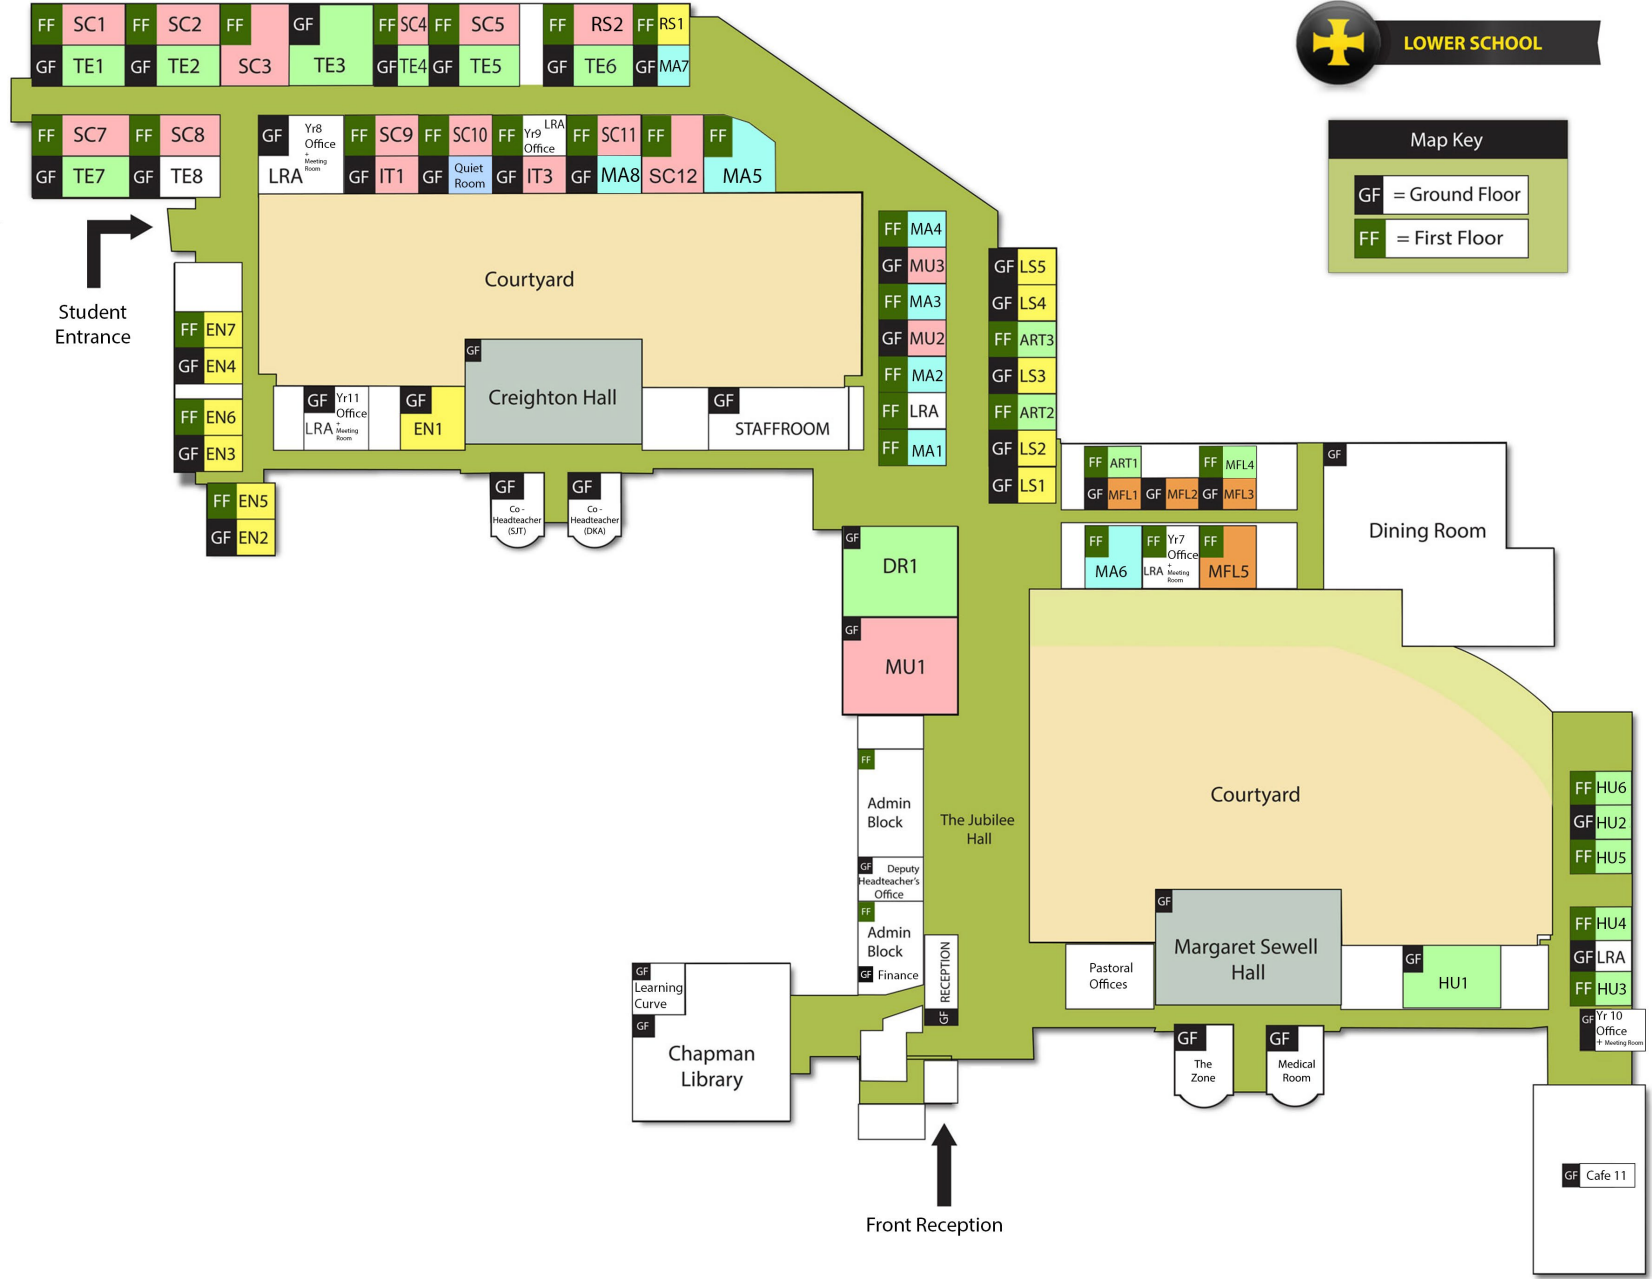 FF SC1 FF SC2 FF GF FF SC4 FF SC5 FF RS2 FF RS1
GF TE1 GF TE2 SC3 TE3 GF TE4 GF TE5 GF TE6 GF MA7
LOWER SCHOOL
Map Key
GF = Ground Floor
FF = First Floor
FF SC7 FF SC8
GF TE7 GF TE8
GF Yr8
Office
+
Meeting
Room
LRA
FF SC9 FF SC10 FF Yr9
Office
LRA
FF SC11 FF FF
GF IT1 GF Quiet
Room
GF IT3 GF MA8 SC12 MA5
Student
Entrance
Courtyard
FF MA4
GF MU3
FF MA3
GF MU2
FF MA2
FF LRA
FF MA1
GF LS5
GF LS4
FF ART3
GF LS3
FF ART2
GF LS2
GF LS1
FF EN7
GF EN4
FF EN6
GF EN3
FF EN5
GF EN2
GF Yr11
Office
+
Meeting
Room
LRA
GF
EN1
GF
Creighton Hall
GF
STAFFROOM
GF
Co -
Headteacher
(SJT)
GF
Co -
Headteacher
(DKA)
FF ART1 FF MFL4
GF MFL1 GF MFL2 GF MFL3
FF
MA6
FF Yr7
Office
+
Meeting
Room
LRA
FF
MFL5
GF
Dining Room
GF
DR1
GF
MU1
FF
Admin
Block
GF Deputy
Headteacher's
Office
FF
Admin
Block
GF Finance
The Jubilee
Hall
RECEPTION
GF
Courtyard
GF
Margaret Sewell
Hall
Pastoral
Offices
GF
HU1
FF HU6
GF HU2
FF HU5
FF HU4
GF LRA
FF HU3
GF Yr 10
Office
+ Meeting Room
GF
Learning
Curve
GF
Chapman
Library
GF
The
Zone
GF
Medical
Room
GF Cafe 11
Front Reception